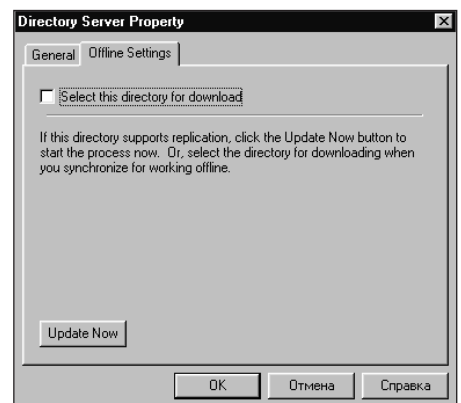 Directory Server Property
General Offline Settings
Select this directory for download
If this directory supports replication, click the Update Now button to
start the process now. Or, select the directory for downloading when
you synchronize for working offline.
Update Now
OK Отмена Справка